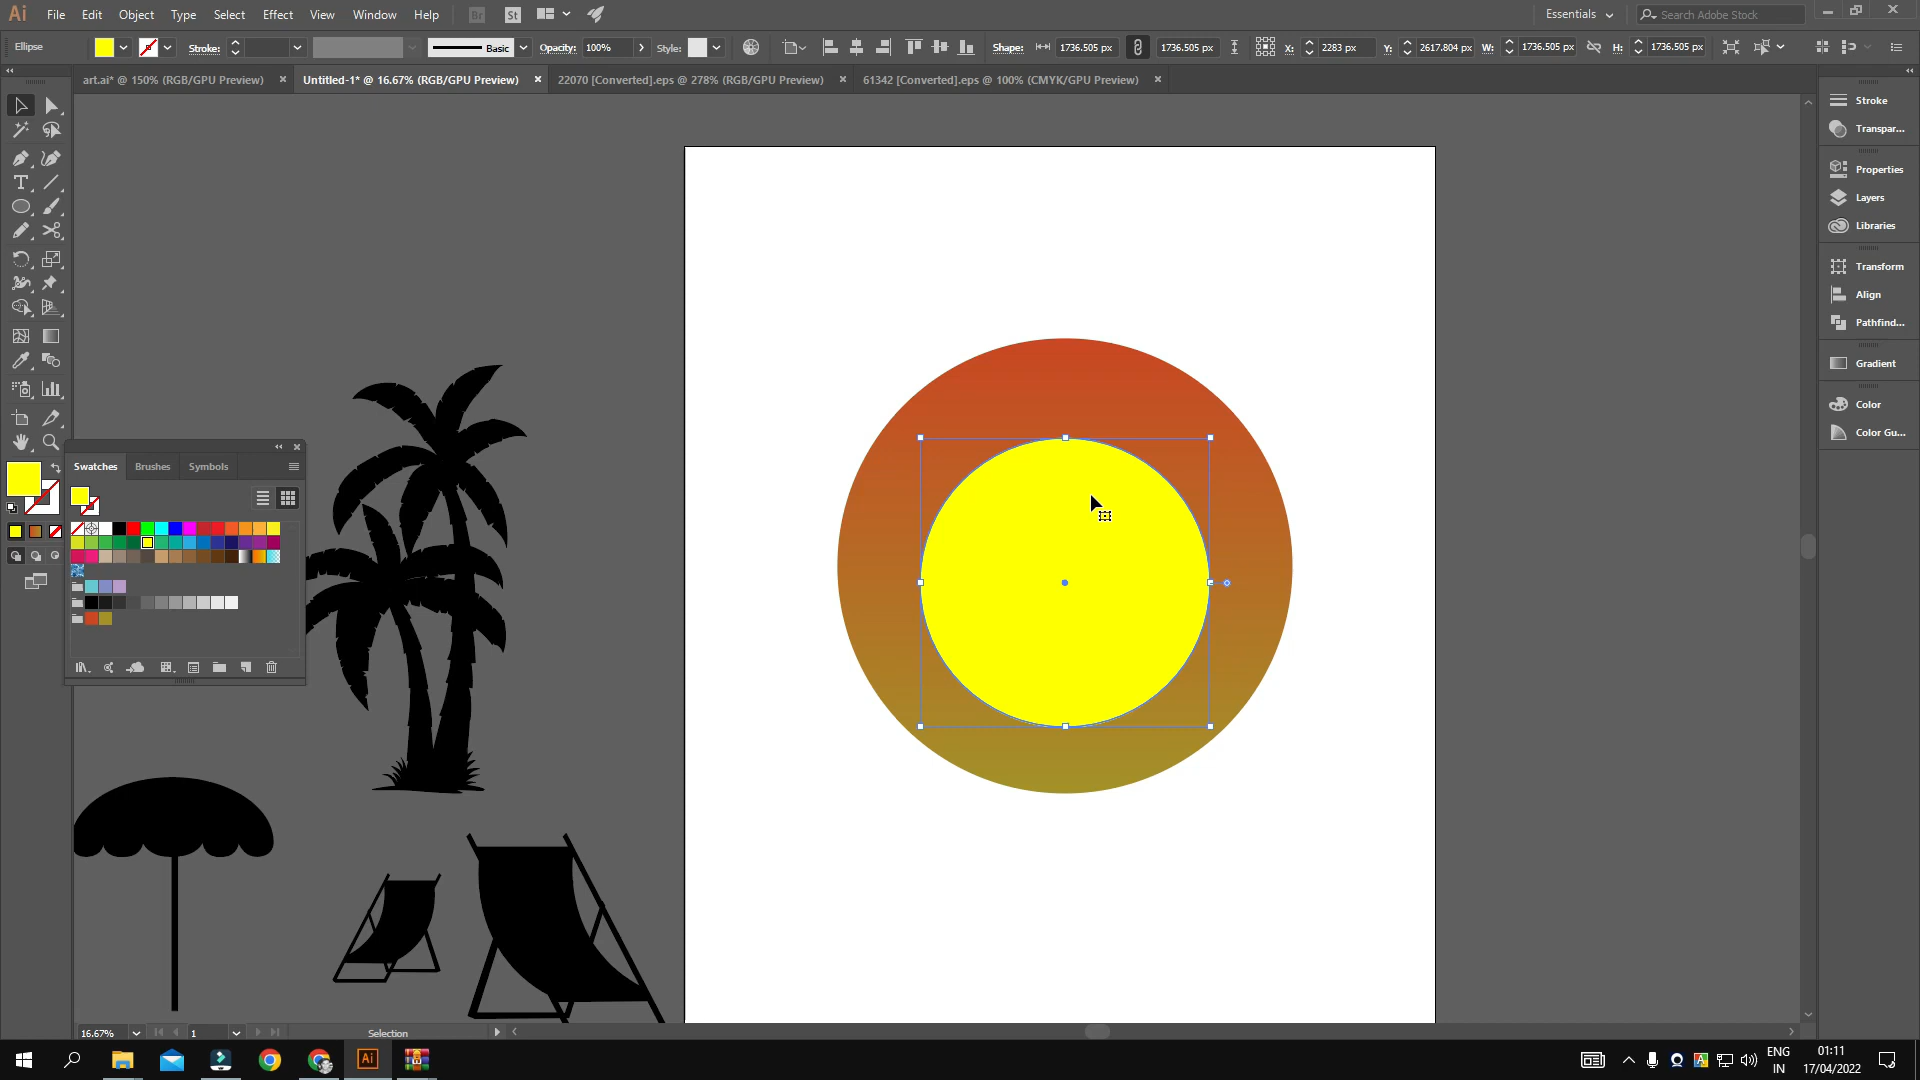 Ai File Edit Object Type Select Effect View Window Help Br St Essentials Search Adobe Stock
Ellipse Stroke: Basic Opacity: 100% Style: Shape: 1736.505 px 1736.505 px X: 2283 px Y: 2617.804 px W: 1736.505 px H: 1736.505 px
art.ai* @ 150% (RGB/GPU Preview) Untitled-1* @ 16.67% (RGB/GPU Preview) 22070 [Converted].eps @ 278% (RGB/GPU Preview) 61342 [Converted].eps @ 100% (CMYK/GPU Preview)
Stroke
Transpar...
Properties
Layers
Libraries
Transform
Align
Pathfind...
Gradient
Color
Color Gu...
Swatches Brushes Symbols
16.67% 1 Selection
Ai
ENG
IN
01:11
17/04/2022